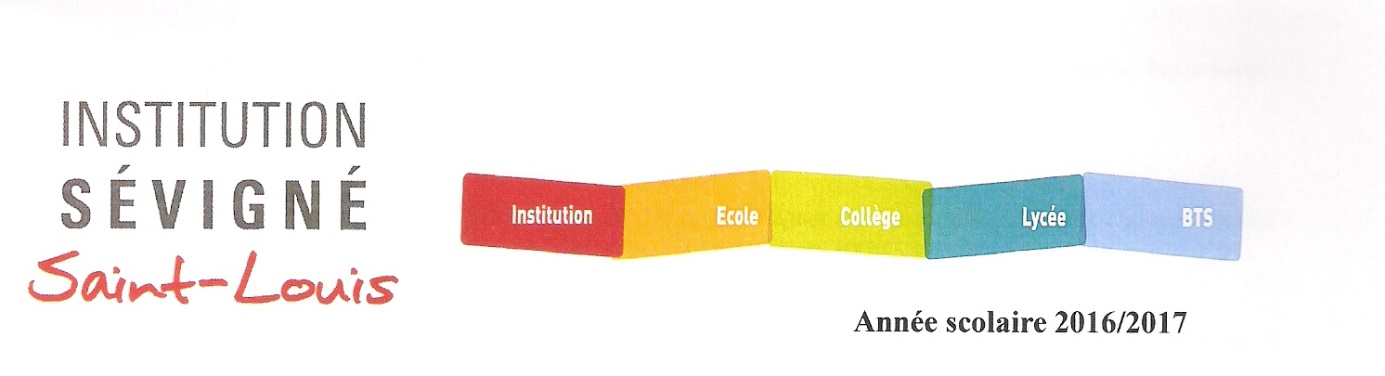 INSTITUTION
SÉVIGNÉ
Saint-Louis
Institution Ecole Collège Lycée BTS
Année scolaire 2016/2017